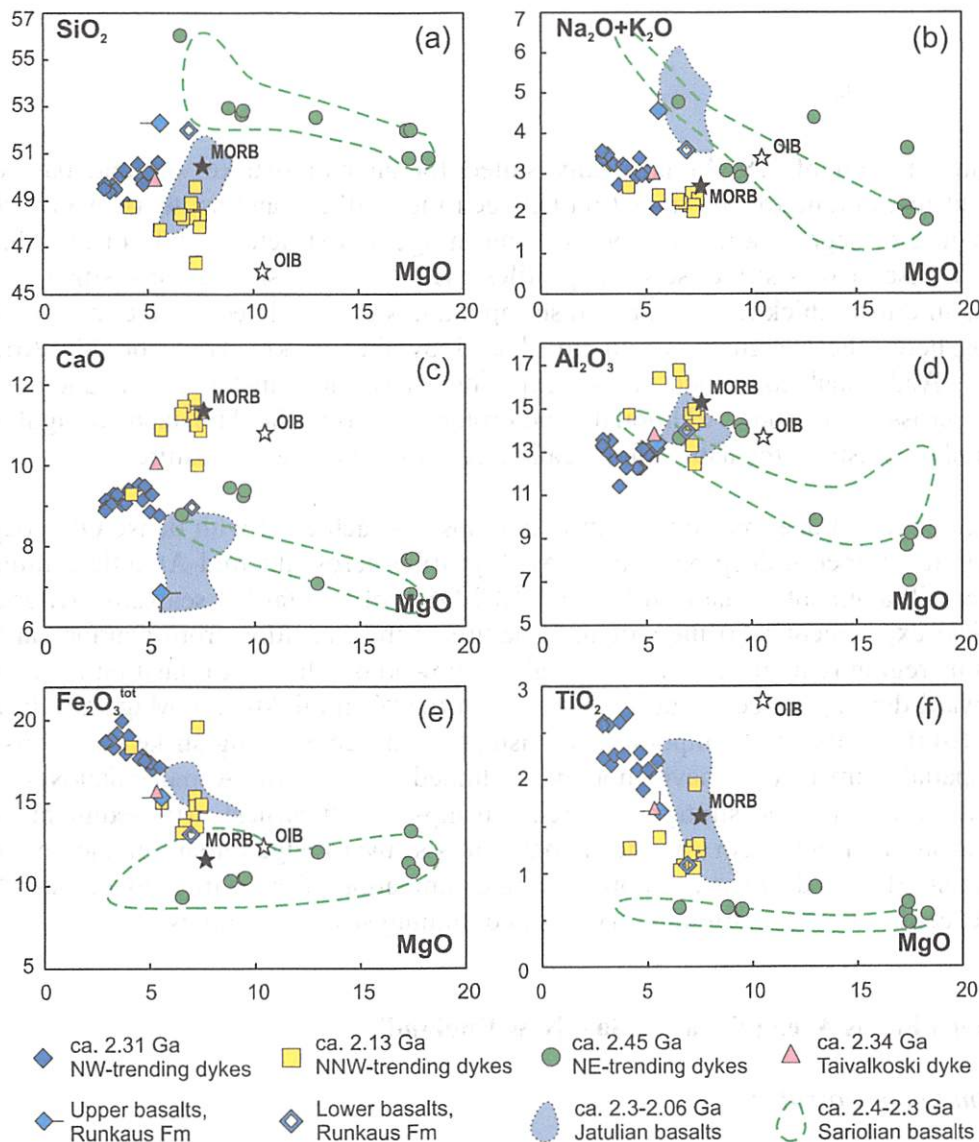 57
55
53
51
49
47
45
SiO₂
(a)
MORB
OIB
MgO
0 5 10 15 20
7
6
5
4
3
2
1
0
Na₂O+K₂O
(b)
OIB
MORB
MgO
0 5 10 15 20
12
10
8
6
CaO
(c)
MORB
OIB
MgO
0 5 10 15 20
17
15
13
11
9
7
5
Al₂O₃
(d)
MORB
OIB
MgO
0 5 10 15 20
20
15
10
5
Fe₂O₃ᵗᵒᵗ
(e)
MORB
OIB
MgO
0 5 10 15 20
3
2
1
0
TiO₂
(f)
OIB
MORB
MgO
0 5 10 15 20
ca. 2.31 Ga
NW-trending dykes
ca. 2.13 Ga
NNW-trending dykes
ca. 2.45 Ga
NE-trending dykes
ca. 2.34 Ga
Taivalkoski dyke
Upper basalts,
Runkaus Fm
Lower basalts,
Runkaus Fm
ca. 2.3-2.06 Ga
Jatulian basalts
ca. 2.4-2.3 Ga
Sariolian basalts